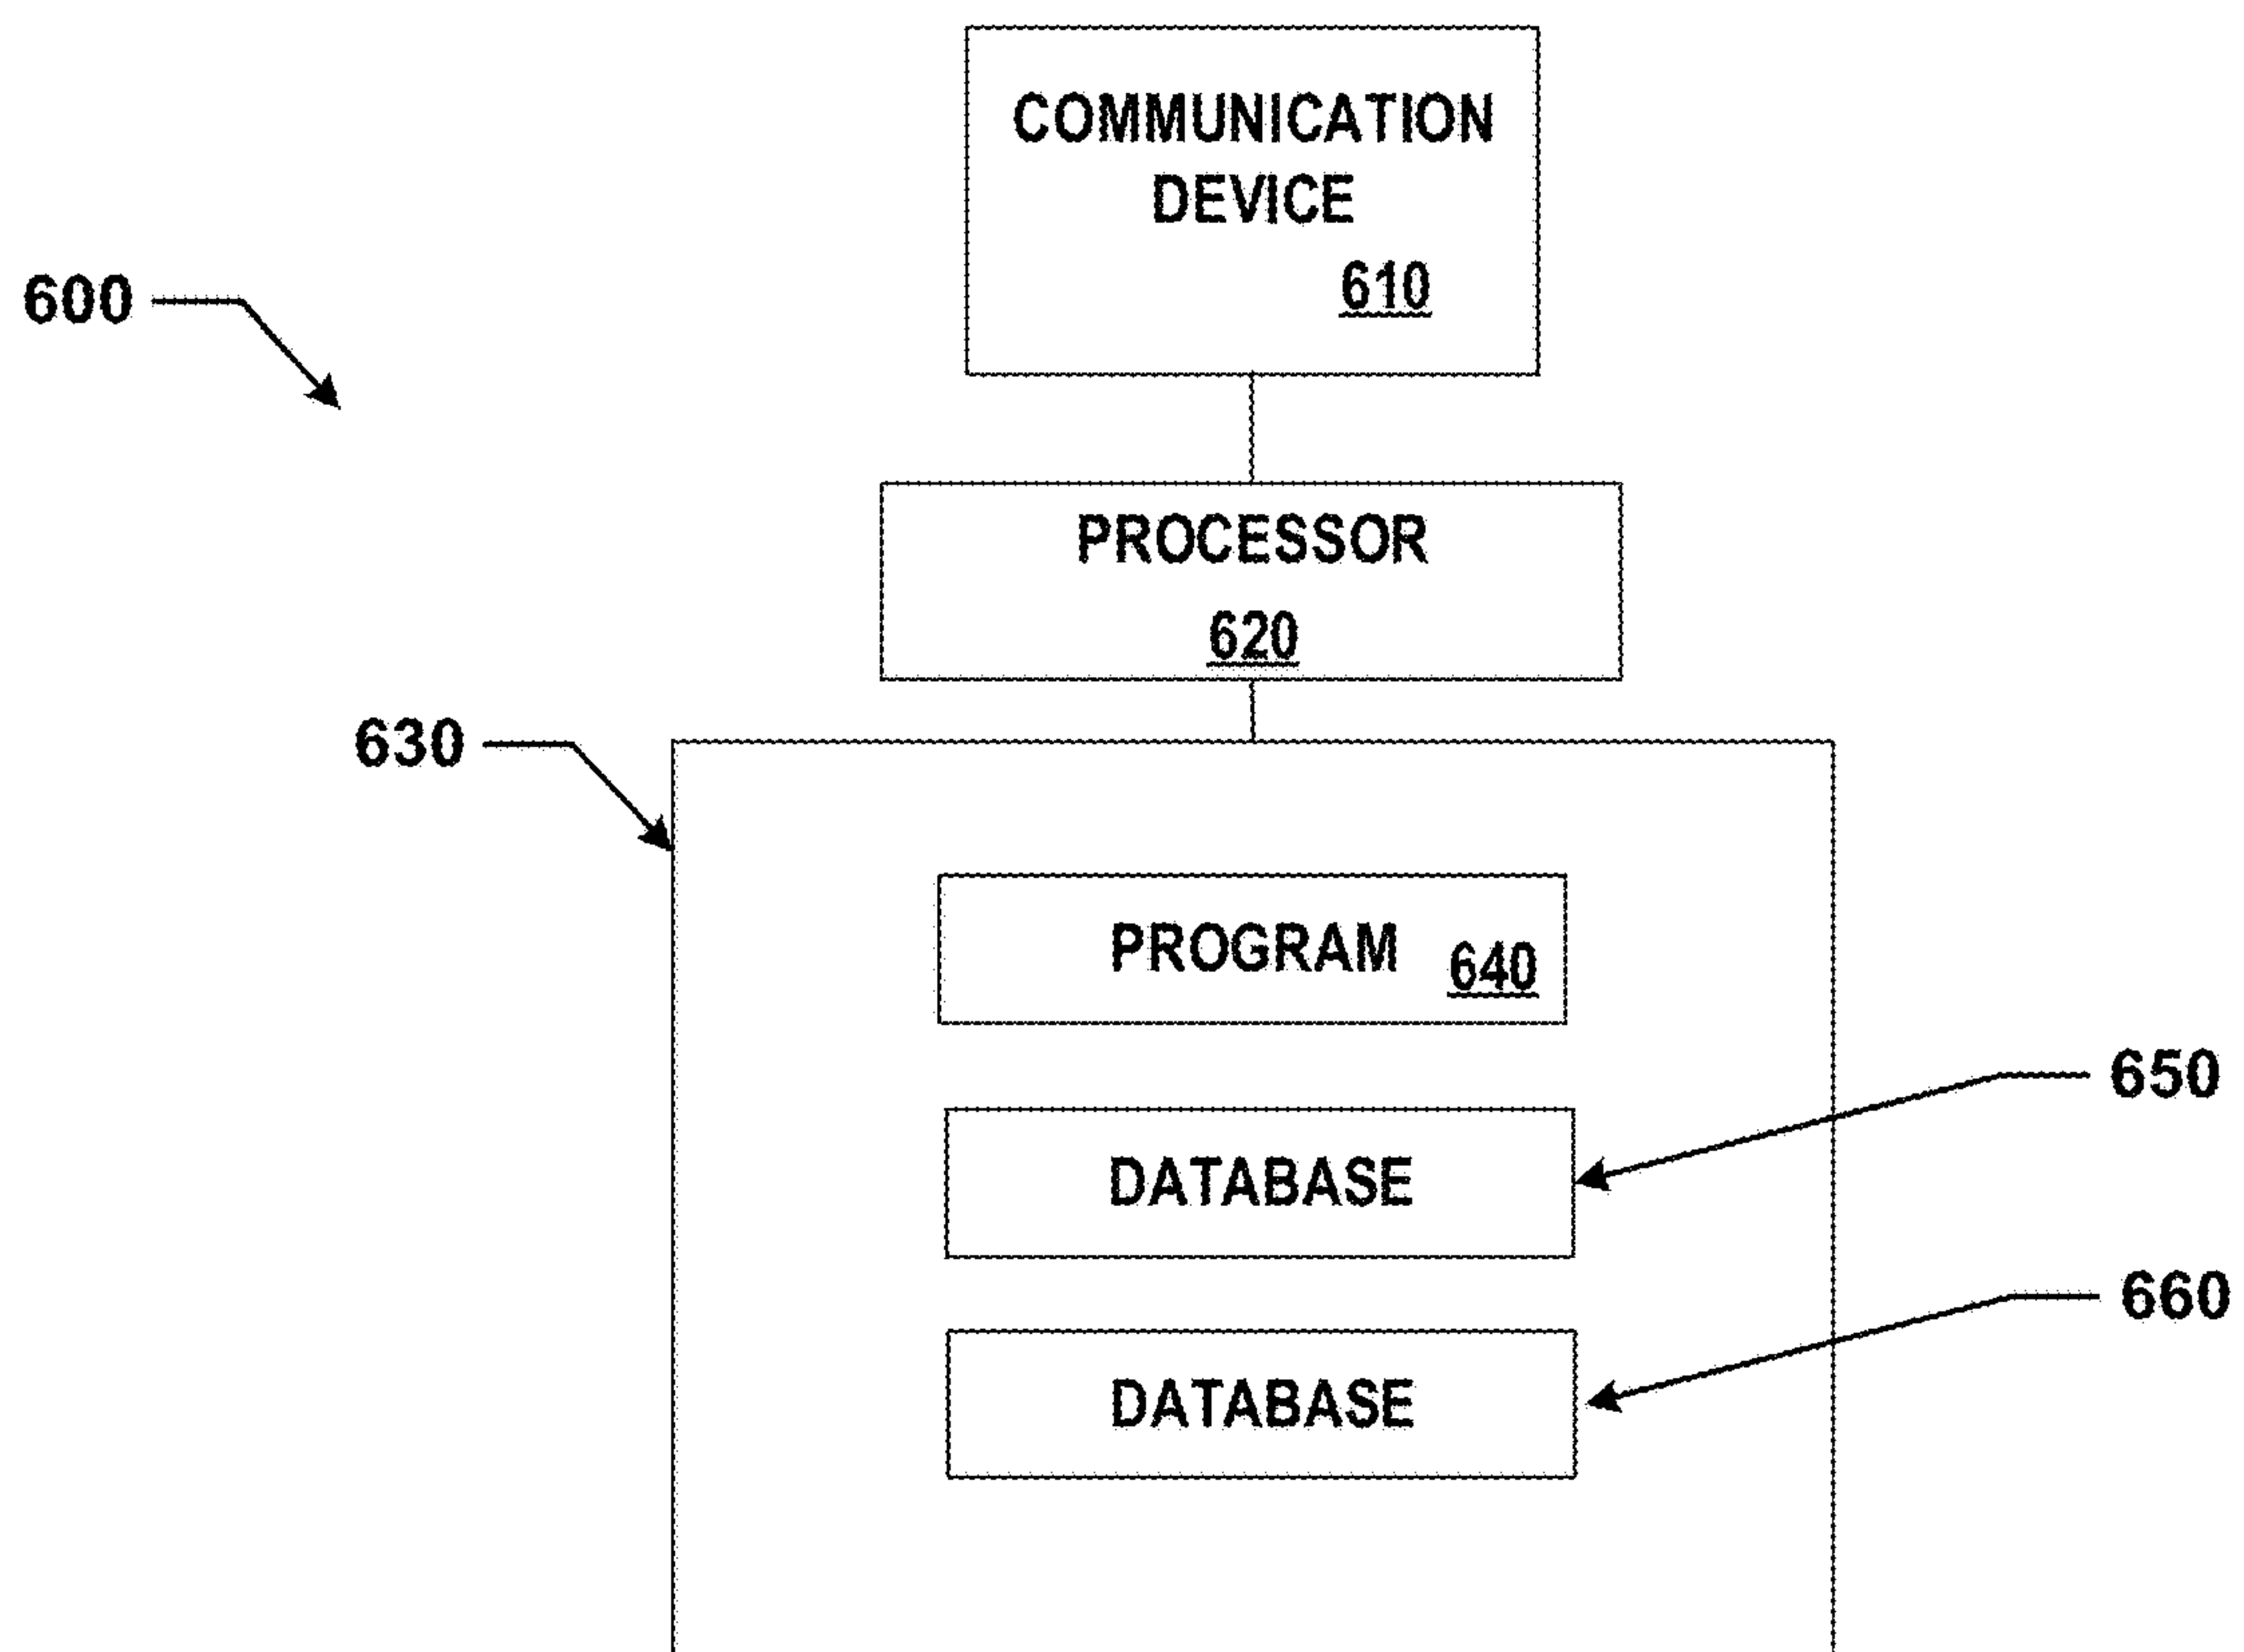 COMMUNICATION
DEVICE
610
600
PROCESSOR
620
630
PROGRAM 640
650
DATABASE
660
DATABASE